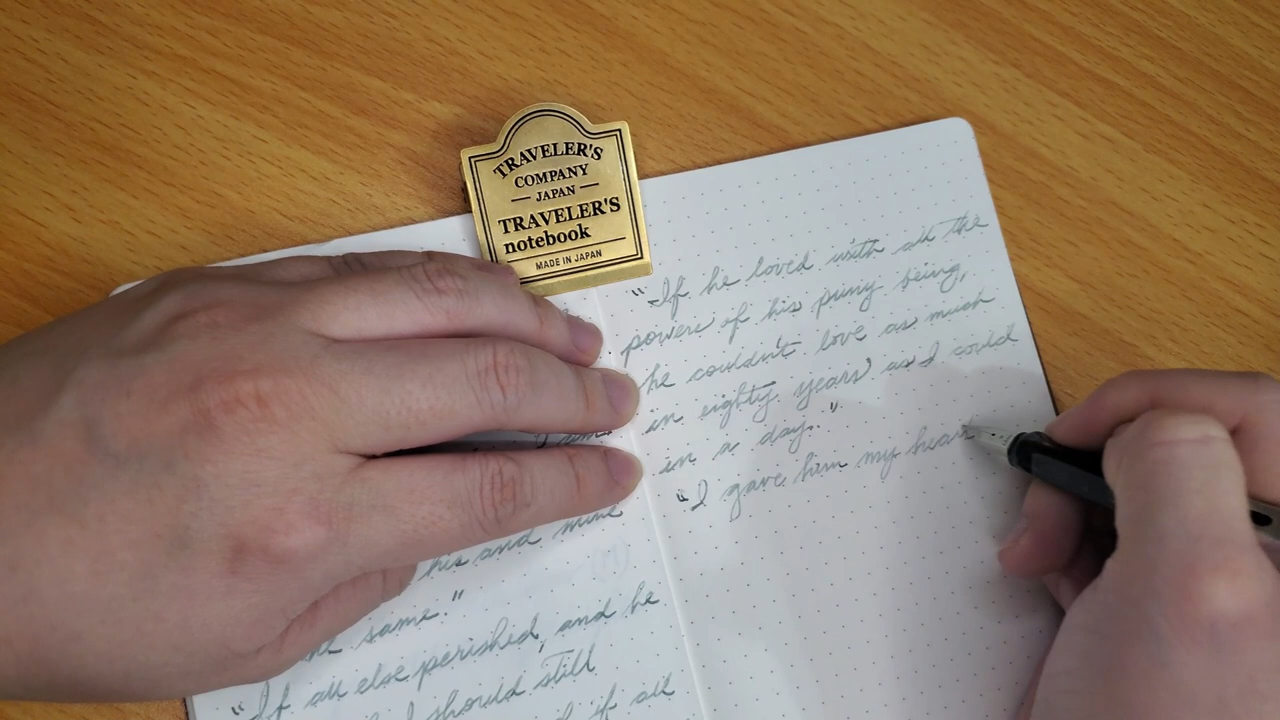 TRAVELER'S
COMPANY
JAPAN
TRAVELER'S
notebook
MADE IN JAPAN
his and mine
same."
"If all else perished, and he
I should still
if all
"If he loved with all the
powers of his puny being,
he couldn't love as much
in eighty years as I could
in a day."
"I gave him my heart